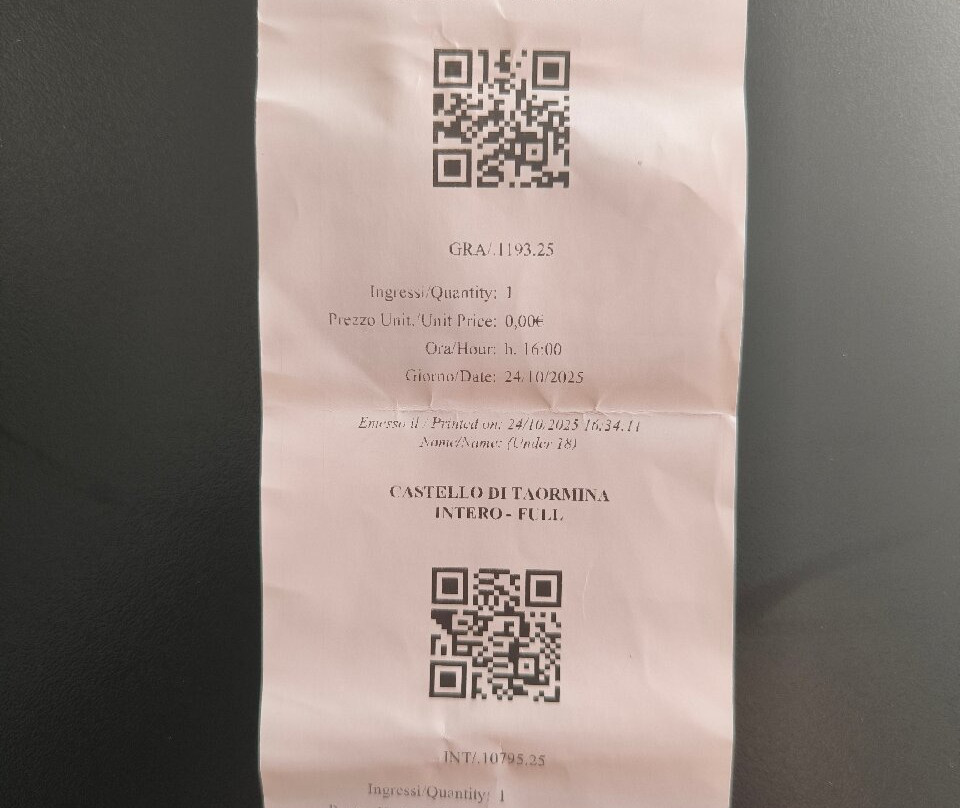 GRA/.1193.25
Ingressi/Quantity: 1
Prezzo Unit./Unit Price: 0,00€
Ora/Hour: h. 16:00
Giorno/Date: 24/10/2025
Emesso il / Printed on: 24/10/2025 16:34.11
Nome/Name: (Under 18)
CASTELLO DI TAORMINA
INTERO - FULL
INT/.10795.25
Ingressi/Quantity: 1